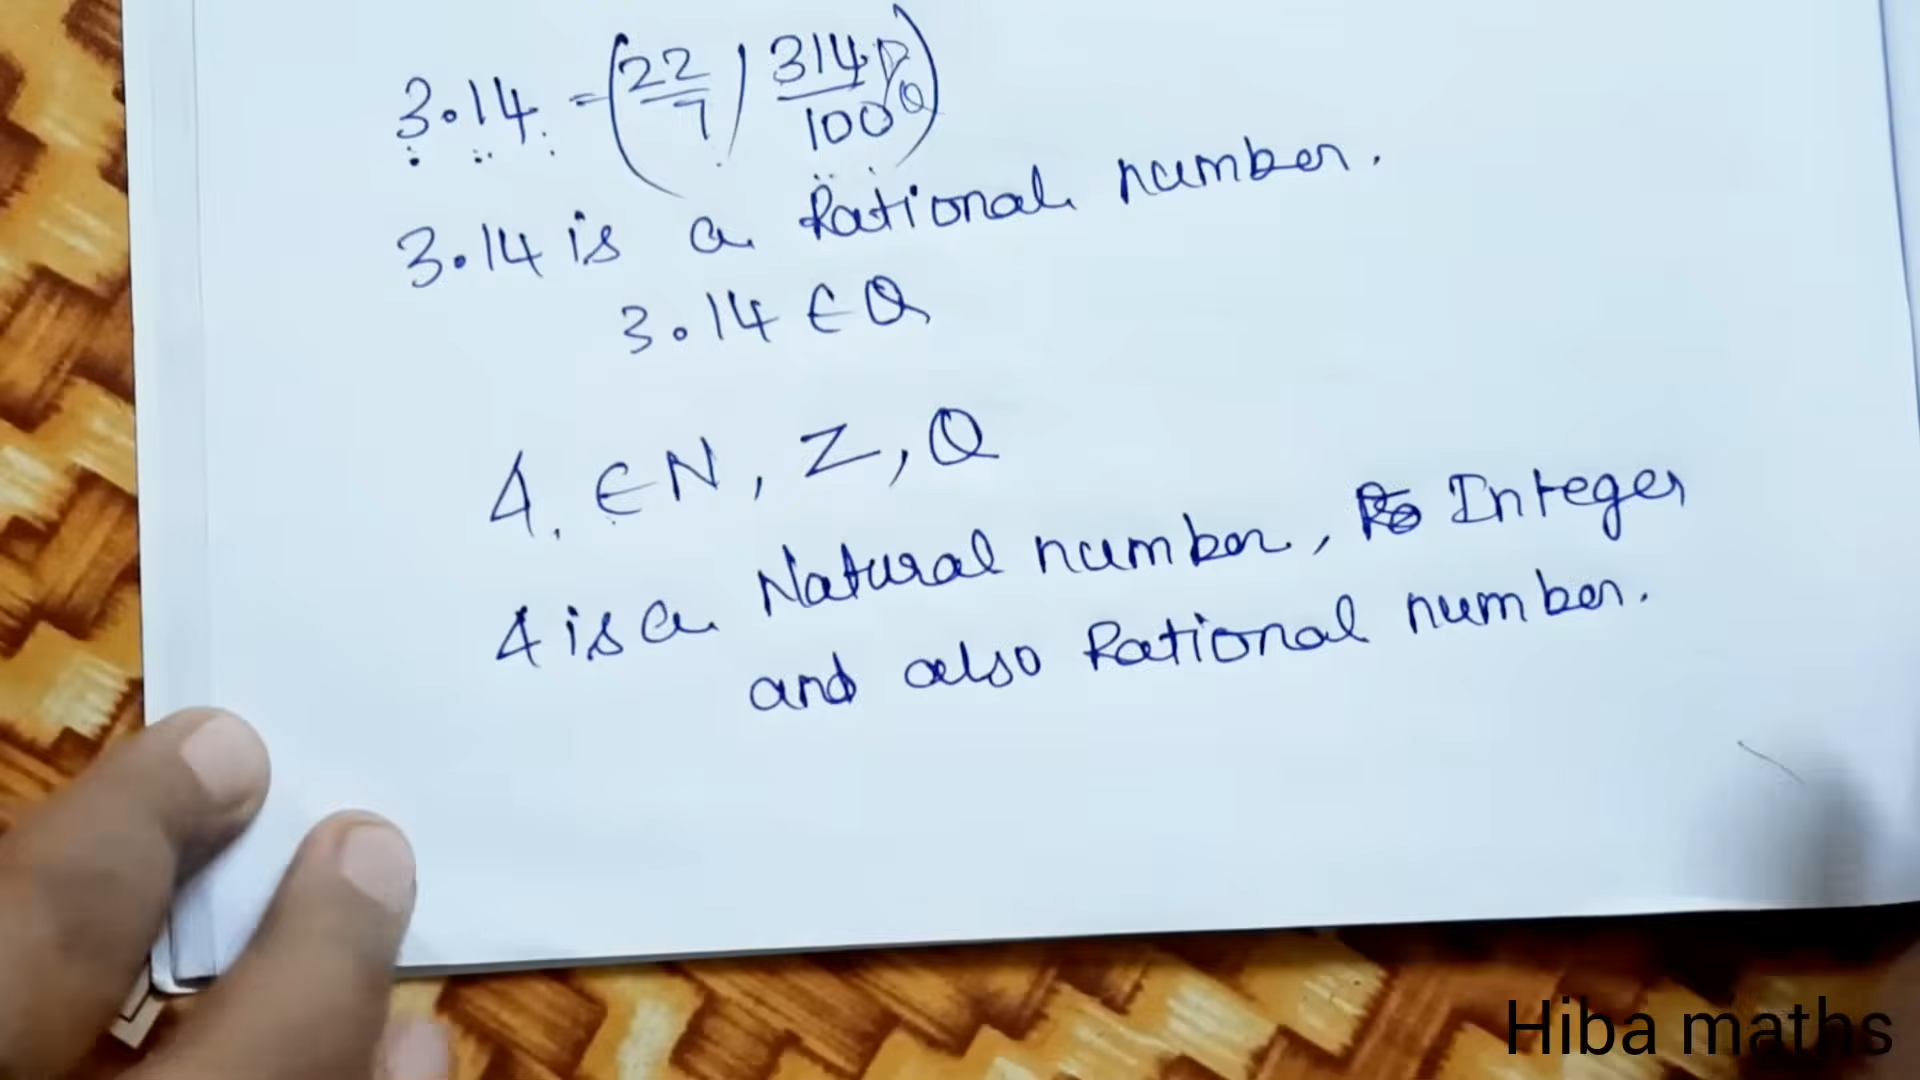 3.14 = (22/7, 314/100 P/Q)
3.14 is a Rational number.
3.14 ∈ Q
4. ∈ N, Z, Q
4 is a Natural number, Integer
and also Rational number.
Hiba maths